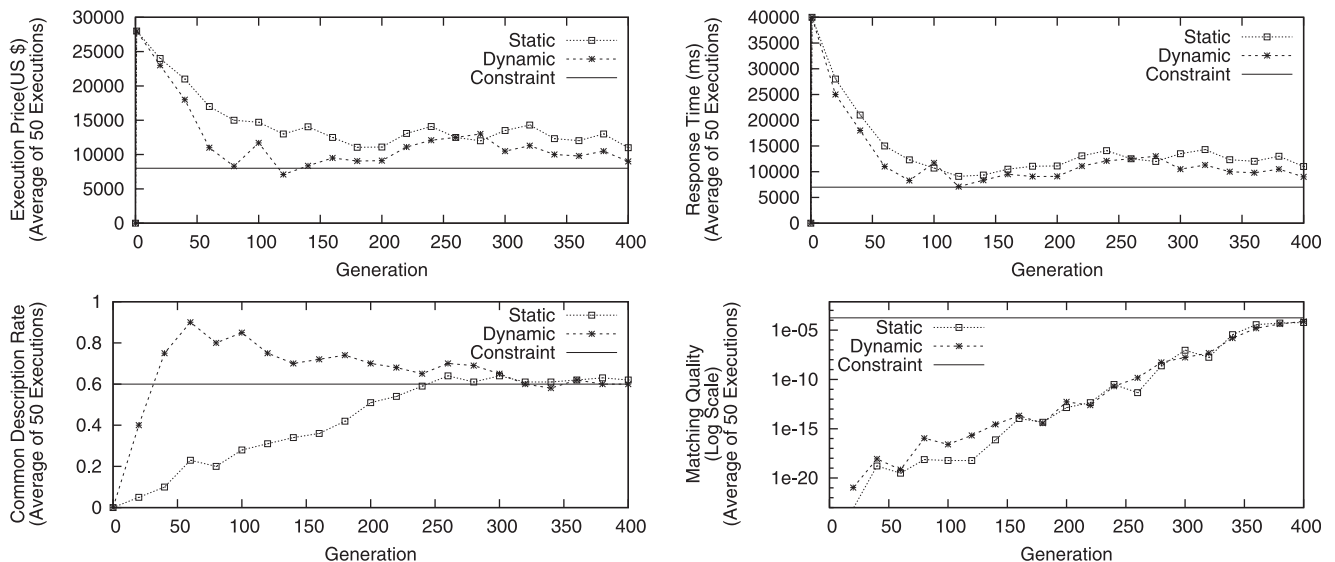 Execution Price(US $)
(Average of 50 Executions)
30000
25000
20000
15000
10000
5000
0
Static
Dynamic
Constraint
0 50 100 150 200 250 300 350 400
Generation
Response Time (ms)
(Average of 50 Executions)
40000
35000
30000
25000
20000
15000
10000
5000
0
Static
Dynamic
Constraint
0 50 100 150 200 250 300 350 400
Generation
Common Description Rate
(Coverage of 50 Executions)
1
0.8
0.6
0.4
0.2
0
Static
Dynamic
Constraint
0 50 100 150 200 250 300 350 400
Generation
Matching Quality
(Log Scale)
(Average of 50 Executions)
1e-05
1e-10
1e-15
1e-20
Static
Dynamic
Constraint
0 50 100 150 200 250 300 350 400
Generation